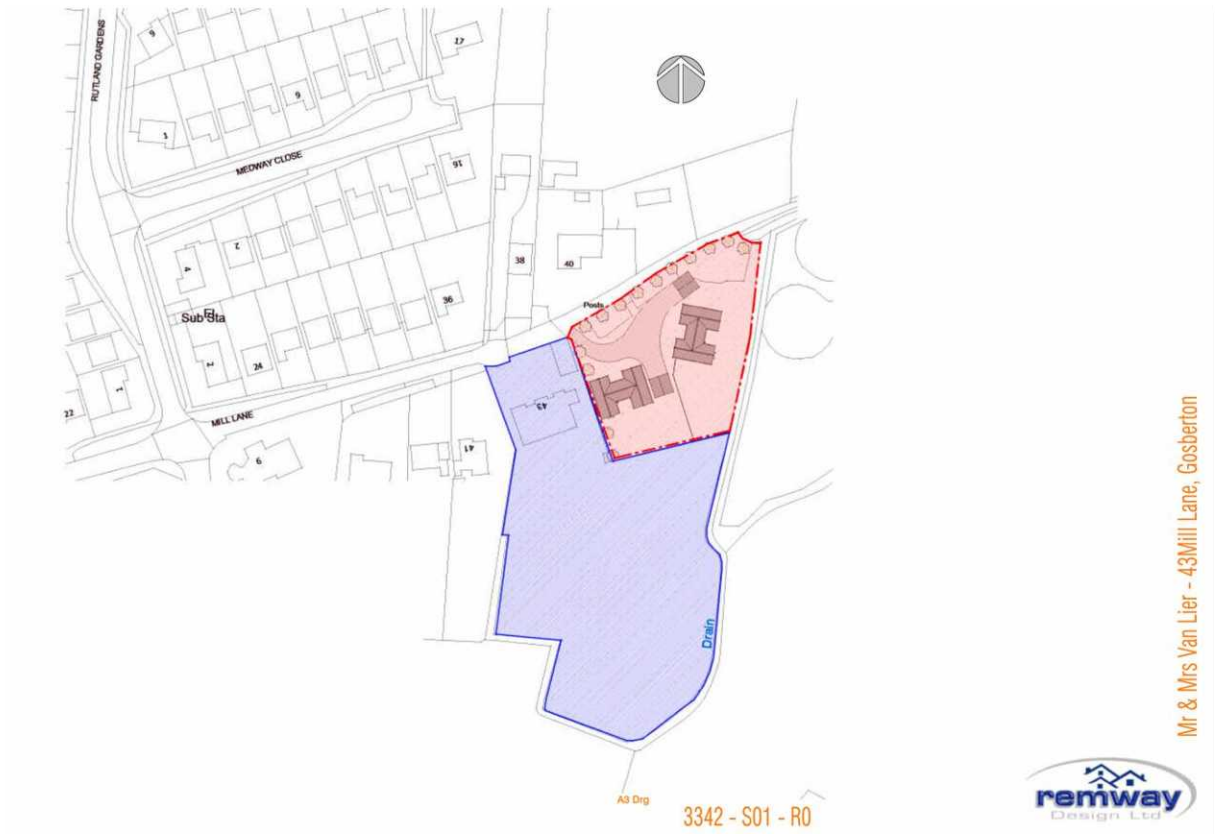 RUTLAND GARDENS
9
17
9
1
MEDWAY CLOSE
16
2
4
38
40
36
Posts
Sub Sta
2
24
1
22
MILL LANE
43
41
9
Drain
A3 Drg
3342 - S01 - R0
Mr & Mrs Van Lier - 43Mill Lane, Gosberton
remway
Design Ltd